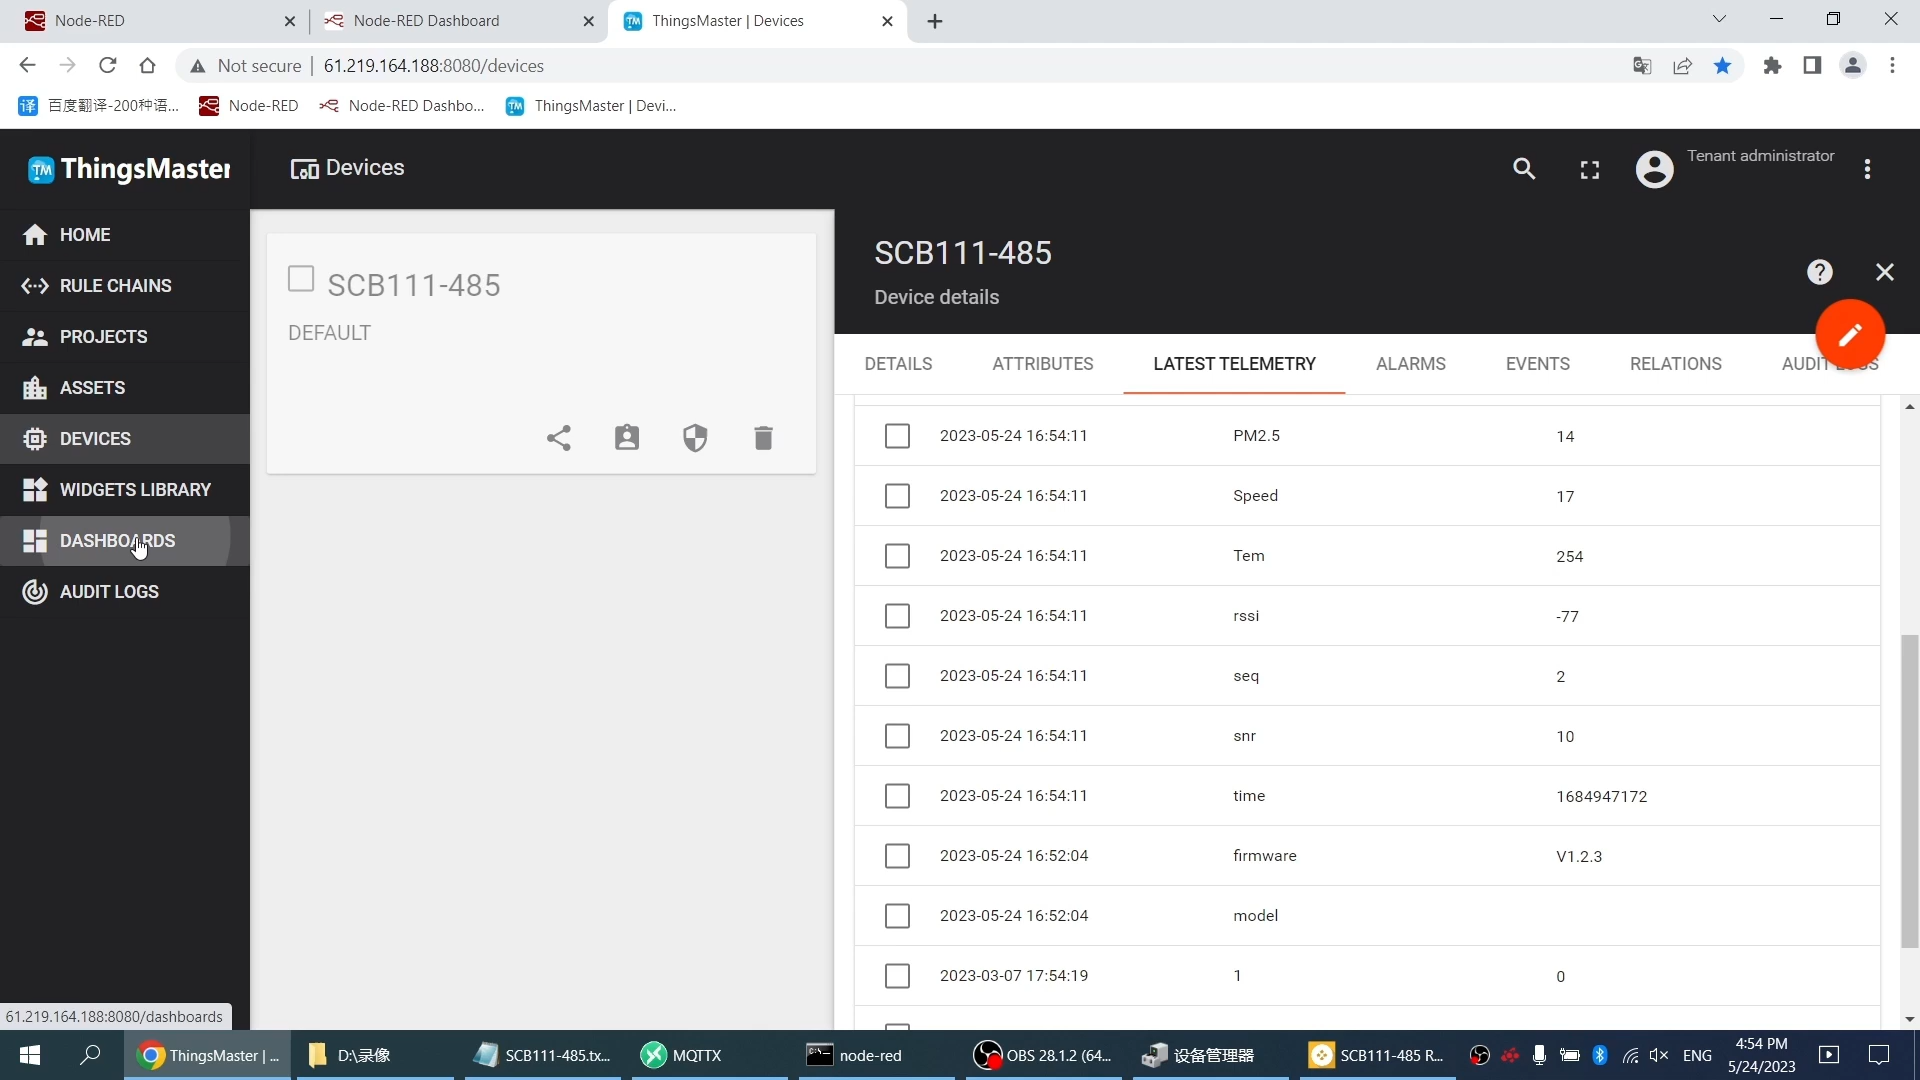 Node-RED
Node-RED Dashboard
ThingsMaster | Devices
Not secure
61.219.164.188:8080/devices
译 百度翻译-200种语...
Node-RED
Node-RED Dashbo...
TM ThingsMaster | Devi...
TM ThingsMaster
Devices
Tenant administrator
HOME
RULE CHAINS
PROJECTS
ASSETS
DEVICES
WIDGETS LIBRARY
DASHBOARDS
AUDIT LOGS
SCB111-485
DEFAULT
SCB111-485
Device details
DETAILS
ATTRIBUTES
LATEST TELEMETRY
ALARMS
EVENTS
RELATIONS
AUDIT LOGS
2023-05-24 16:54:11 PM2.5 14
2023-05-24 16:54:11 Speed 17
2023-05-24 16:54:11 Tem 254
2023-05-24 16:54:11 rssi -77
2023-05-24 16:54:11 seq 2
2023-05-24 16:54:11 snr 10
2023-05-24 16:54:11 time 1684947172
2023-05-24 16:52:04 firmware V1.2.3
2023-05-24 16:52:04 model
2023-03-07 17:54:19 1 0
61.219.164.188:8080/dashboards
ThingsMaster | ...
D:\录像
SCB111-485.tx...
MQTTX
node-red
OBS 28.1.2 (64...
设备管理器
SCB111-485 R...
ENG
4:54 PM
5/24/2023